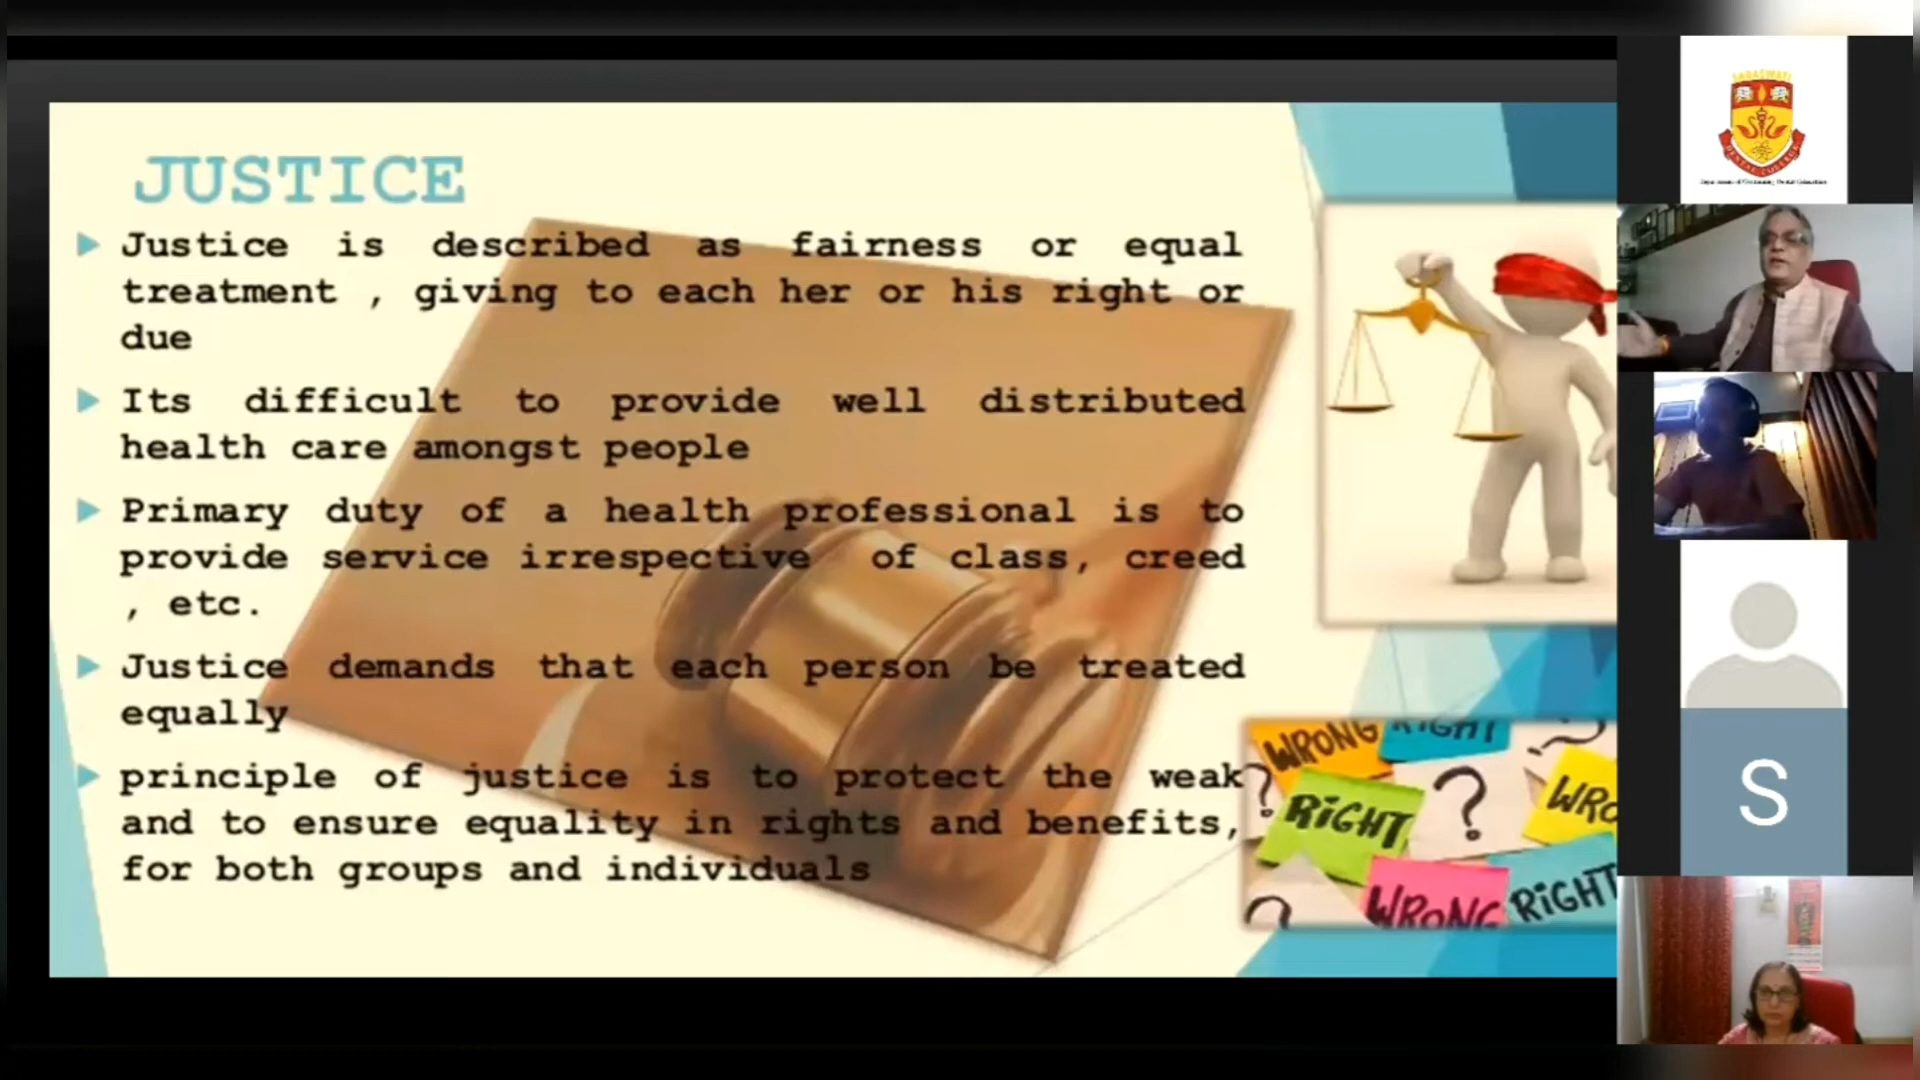 JUSTICE
Justice is described as fairness or equal
treatment , giving to each her or his right or
due
Its difficult to provide well distributed
health care amongst people
Primary duty of a health professional is to
provide service irrespective of class, creed
, etc.
Justice demands that each person be treated
equally
principle of justice is to protect the weak
and to ensure equality in rights and benefits,
for both groups and individuals
WRONG RIGHT ?
? RIGHT ? WRO
? WRONG RIGHT
SARASWATI
DENTAL COLLEGE
S